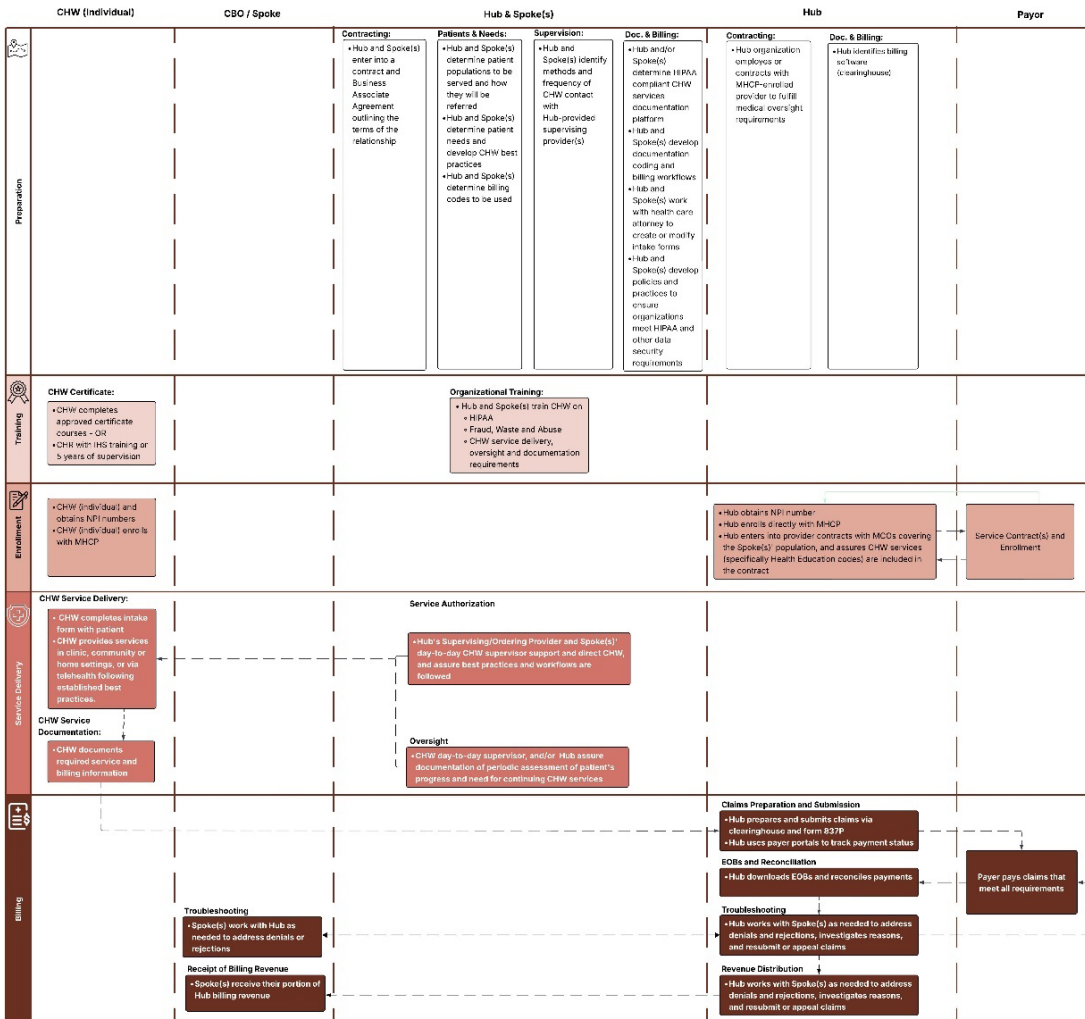 CHW (Individual)
CBO / Spoke
Hub & Spoke(s)
Hub
Payor
Preparation
Contracting:
•Hub and Spoke(s)
enter into a
contract and
Business
Associate
Agreement
outlining the
terms of the
relationship
Patients & Needs:
•Hub and Spoke(s)
determine patient
populations to be
served and how
they will be
referred
•Hub and Spoke(s)
determine patient
needs and
develop CHW best
practices
•Hub and Spoke(s)
determine billing
codes to be used
Supervision:
•Hub and
Spoke(s) identify
methods and
frequency of
CHW contact
with
Hub-provided
supervising
provider(s)
Doc. & Billing:
•Hub and/or
Spoke(s)
determine HIPAA
compliant CHW
services
documentation
platform
•Hub and
Spoke(s) develop
documentation
coding and
billing workflows
•Hub and
Spoke(s) work
with health care
attorney to
create or modify
intake forms
•Hub and
Spoke(s) develop
policies and
practices to
ensure
organizations
meet HIPAA and
other data
security
requirements
Contracting:
•Hub organization
employs or
contracts with
MHCP-enrolled
provider to fulfill
medical oversight
requirements
Doc. & Billing:
•Hub identifies billing
software
(clearinghouse)
Training
CHW Certificate:
•CHW completes
approved certificate
courses - OR
•CHR with IHS training or
5 years of supervision
Organizational Training:
•Hub and Spoke(s) train CHW on
◦HIPAA
◦Fraud, Waste and Abuse
◦CHW service delivery,
oversight and documentation
requirements
Enrollment
•CHW (individual) and
obtains NPI numbers
•CHW (individual) enrolls
with MHCP
•Hub obtains NPI number
•Hub enrolls directly with MHCP
•Hub enters into provider contracts with MCOs covering
the Spoke(s)' population, and assures CHW services
(specifically Health Education codes) are included in
the contract
Service Contract(s) and
Enrollment
Service Delivery
CHW Service Delivery:
•CHW completes intake
form with patient
•CHW provides services
in clinic, community or
home settings, or via
telehealth following
established best
practices.
Service Authorization
•Hub's Supervising/Ordering Provider and Spoke(s)'
day-to-day CHW supervisor support and direct CHW,
and assure best practices and workflows are
followed
CHW Service
Documentation:
•CHW documents
required service and
billing information
Oversight
•CHW day-to-day supervisor, and/or Hub assure
documentation of periodic assessment of patient's
progress and need for continuing CHW services
Billing
Claims Preparation and Submission
•Hub prepares and submits claims via
clearinghouse and form 837P
•Hub uses payer portals to track payment status
EOBs and Reconciliation
•Hub downloads EOBs and reconciles payments
Payer pays claims that
meet all requirements
Troubleshooting
•Spoke(s) work with Hub as
needed to address denials or
rejections
Troubleshooting
•Hub works with Spoke(s) as needed to address
denials and rejections, investigates reasons,
and resubmit or appeal claims
Receipt of Billing Revenue
•Spoke(s) receive their portion of
Hub billing revenue
Revenue Distribution
•Hub works with Spoke(s) as needed to address
denials and rejections, investigates reasons,
and resubmit or appeal claims